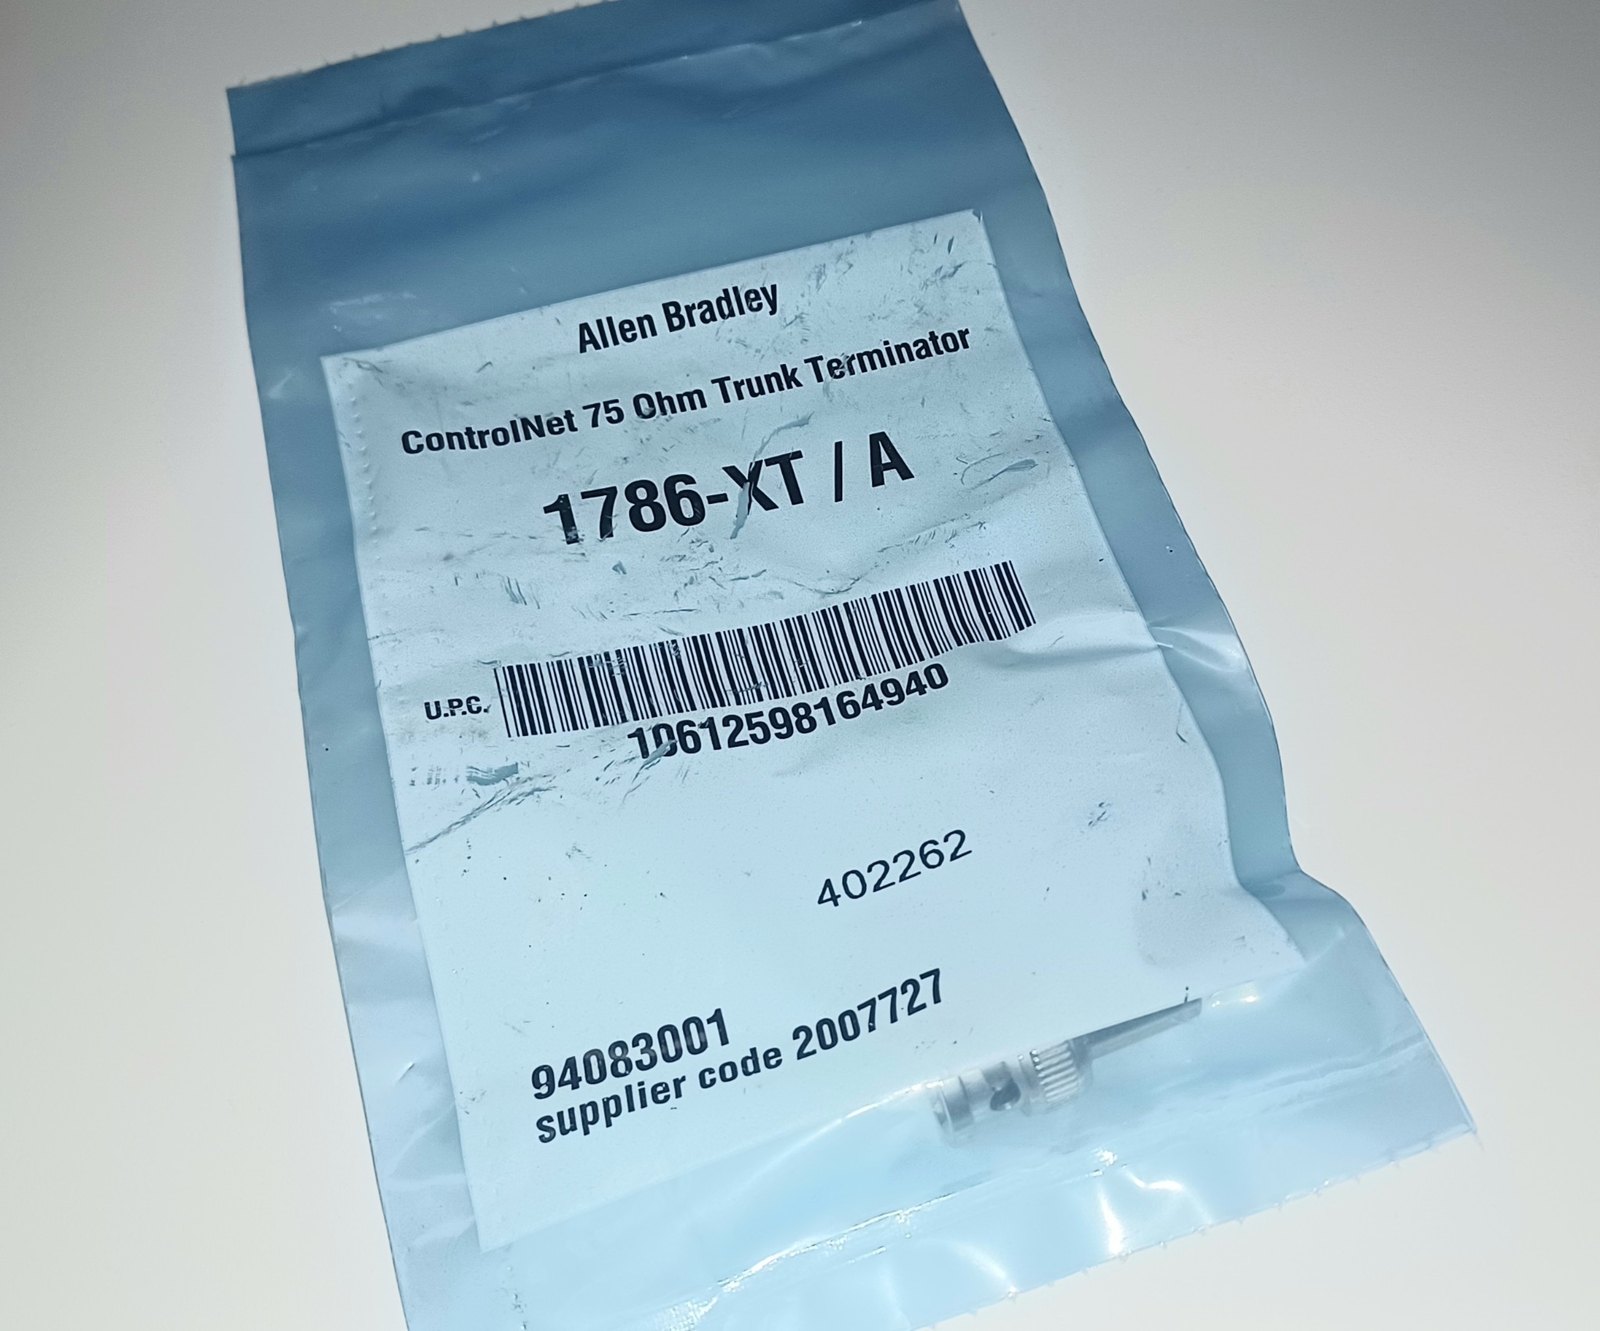 Allen Bradley
ControlNet 75 Ohm Trunk Terminator
1786-XT / A
U.P.C.
10612598164940
402262
94083001
supplier code 2007727